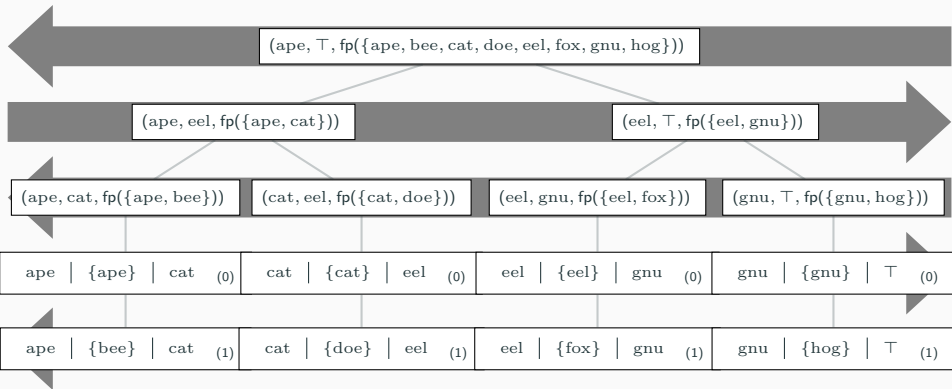 (ape, ⊤, fp({ape, bee, cat, doe, eel, fox, gnu, hog}))
(ape, eel, fp({ape, cat})) (eel, ⊤, fp({eel, gnu}))
(ape, cat, fp({ape, bee})) (cat, eel, fp({cat, doe})) (eel, gnu, fp({eel, fox})) (gnu, ⊤, fp({gnu, hog}))
ape | {ape} | cat (0) cat | {cat} | eel (0) eel | {eel} | gnu (0) gnu | {gnu} | ⊤ (0)
ape | {bee} | cat (1) cat | {doe} | eel (1) eel | {fox} | gnu (1) gnu | {hog} | ⊤ (1)